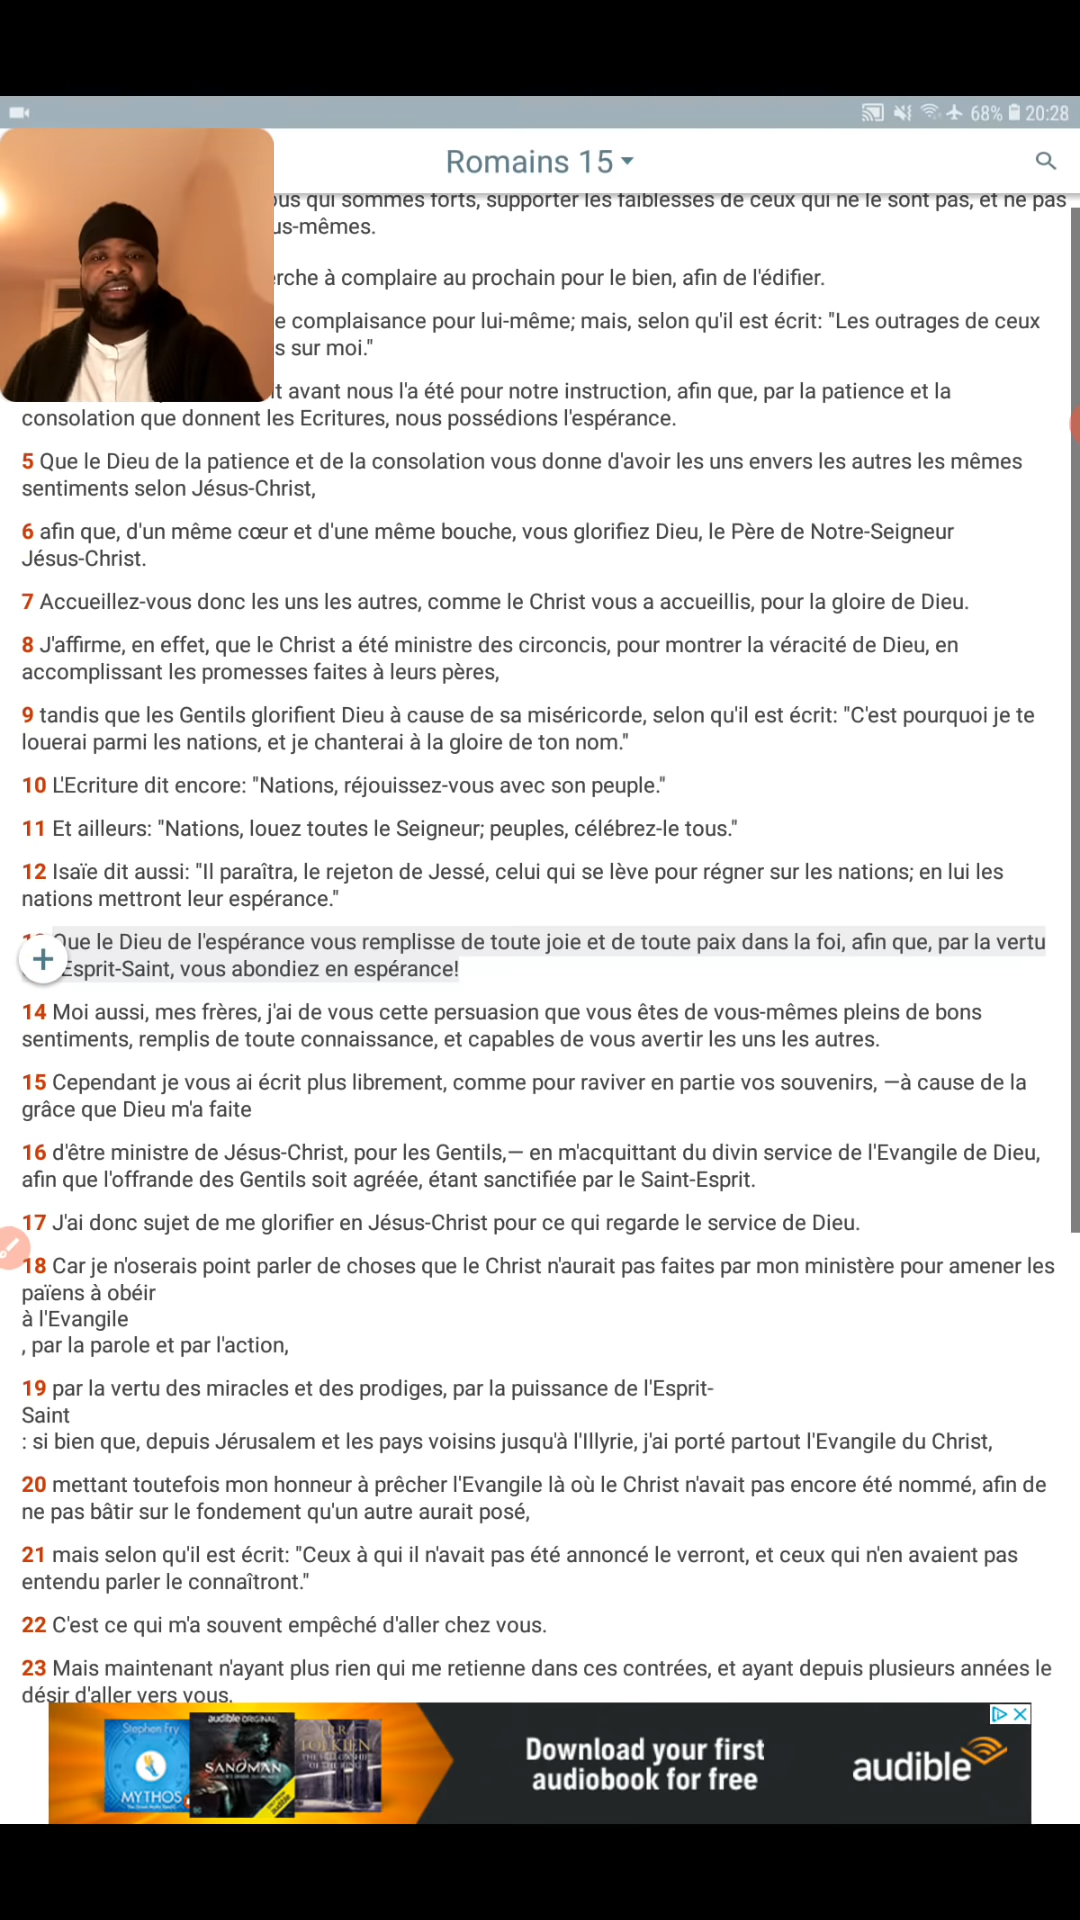 68% 20:28
Romains 15
qui sommes forts, supporter les faiblesses de ceux qui ne le sont pas, et ne pas
us-mêmes.
rche à complaire au prochain pour le bien, afin de l'édifier.
e complaisance pour lui-même; mais, selon qu'il est écrit: "Les outrages de ceux
s sur moi."
t avant nous l'a été pour notre instruction, afin que, par la patience et la
consolation que donnent les Ecritures, nous possédions l'espérance.
5 Que le Dieu de la patience et de la consolation vous donne d'avoir les uns envers les autres les mêmes
sentiments selon Jésus-Christ,
6 afin que, d'un même cœur et d'une même bouche, vous glorifiez Dieu, le Père de Notre-Seigneur
Jésus-Christ.
7 Accueillez-vous donc les uns les autres, comme le Christ vous a accueillis, pour la gloire de Dieu.
8 J'affirme, en effet, que le Christ a été ministre des circoncis, pour montrer la véracité de Dieu, en
accomplissant les promesses faites à leurs pères,
9 tandis que les Gentils glorifient Dieu à cause de sa miséricorde, selon qu'il est écrit: "C'est pourquoi je te
louerai parmi les nations, et je chanterai à la gloire de ton nom."
10 L'Ecriture dit encore: "Nations, réjouissez-vous avec son peuple."
11 Et ailleurs: "Nations, louez toutes le Seigneur; peuples, célébrez-le tous."
12 Isaïe dit aussi: "Il paraîtra, le rejeton de Jessé, celui qui se lève pour régner sur les nations; en lui les
nations mettront leur espérance."
Que le Dieu de l'espérance vous remplisse de toute joie et de toute paix dans la foi, afin que, par la vertu
Esprit-Saint, vous abondiez en espérance!
14 Moi aussi, mes frères, j'ai de vous cette persuasion que vous êtes de vous-mêmes pleins de bons
sentiments, remplis de toute connaissance, et capables de vous avertir les uns les autres.
15 Cependant je vous ai écrit plus librement, comme pour raviver en partie vos souvenirs, —à cause de la
grâce que Dieu m'a faite
16 d'être ministre de Jésus-Christ, pour les Gentils,— en m'acquittant du divin service de l'Evangile de Dieu,
afin que l'offrande des Gentils soit agréée, étant sanctifiée par le Saint-Esprit.
17 J'ai donc sujet de me glorifier en Jésus-Christ pour ce qui regarde le service de Dieu.
18 Car je n'oserais point parler de choses que le Christ n'aurait pas faites par mon ministère pour amener les
païens à obéir
à l'Evangile
, par la parole et par l'action,
19 par la vertu des miracles et des prodiges, par la puissance de l'Esprit-
Saint
: si bien que, depuis Jérusalem et les pays voisins jusqu'à l'Illyrie, j'ai porté partout l'Evangile du Christ,
20 mettant toutefois mon honneur à prêcher l'Evangile là où le Christ n'avait pas encore été nommé, afin de
ne pas bâtir sur le fondement qu'un autre aurait posé,
21 mais selon qu'il est écrit: "Ceux à qui il n'avait pas été annoncé le verront, et ceux qui n'en avaient pas
entendu parler le connaîtront."
22 C'est ce qui m'a souvent empêché d'aller chez vous.
23 Mais maintenant n'ayant plus rien qui me retienne dans ces contrées, et ayant depuis plusieurs années le
désir d'aller vers vous,
Stephen Fry
MYTHOS
audible ORIGINAL
SANDMAN
J.R.R.
TOLKIEN
THE FELLOWSHIP
OF THE RING
Download your first
audiobook for free
audible